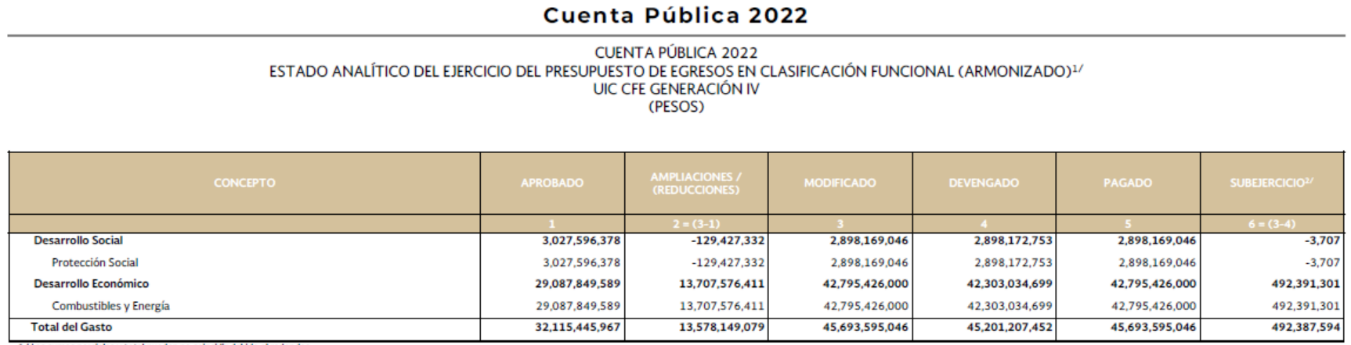 Cuenta Pública 2022
CUENTA PÚBLICA 2022
ESTADO ANALÍTICO DEL EJERCICIO DEL PRESUPUESTO DE EGRESOS EN CLASIFICACIÓN FUNCIONAL (ARMONIZADO)1/
UIC CFE GENERACIÓN IV
(PESOS)
CONCEPTO APROBADO AMPLIACIONES / (REDUCCIONES) MODIFICADO DEVENGADO PAGADO SUBEJERCICIO2/
1 2 = (3-1) 3 4 5 6 = (3-4)
Desarrollo Social 3,027,596,378 -129,427,332 2,898,169,046 2,898,172,753 2,898,169,046 -3,707
Protección Social 3,027,596,378 -129,427,332 2,898,169,046 2,898,172,753 2,898,169,046 -3,707
Desarrollo Económico 29,087,849,589 13,707,576,411 42,795,426,000 42,303,034,699 42,795,426,000 492,391,301
Combustibles y Energía 29,087,849,589 13,707,576,411 42,795,426,000 42,303,034,699 42,795,426,000 492,391,301
Total del Gasto 32,115,445,967 13,578,149,079 45,693,595,046 45,201,207,452 45,693,595,046 492,387,594